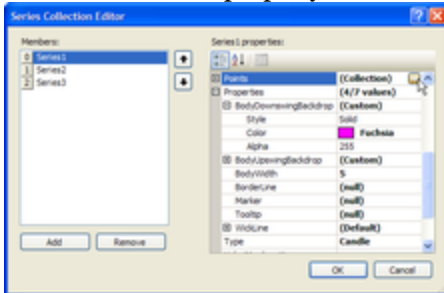 Series Collection Editor
Members:
0 Series1
1 Series2
2 Series3
Add
Remove
Series1 properties:
Points (Collection)
Properties (4/7 values)
BodyDownswingBackdrop (Custom)
Style Solid
Color Fuchsia
Alpha 255
BodyUpswingBackdrop (Custom)
BodyWidth 5
BorderLine (null)
Marker (null)
Tooltip (null)
WickLine (Default)
Type Candle
OK
Cancel